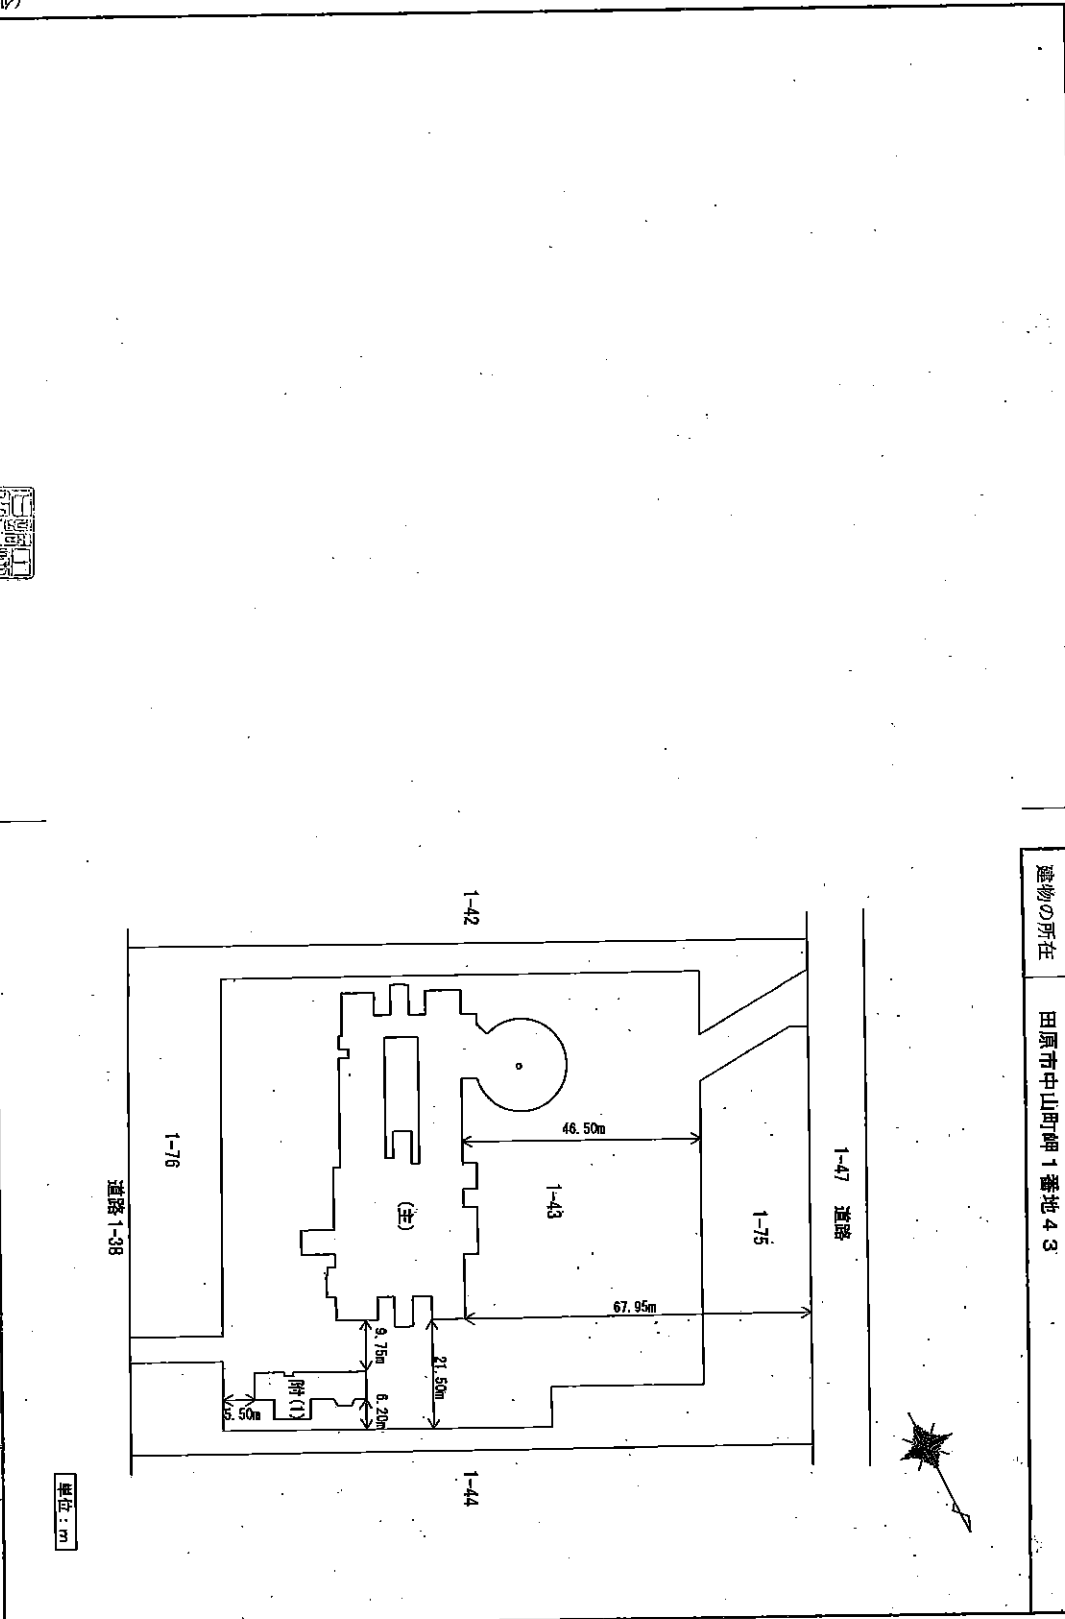 建物の所在
田原市中山町岬1番地43
1-47 道路
1-75
1-42
46.50m
1-43
67.95m
(主)
1-76
道路 1-38
9.75m
21.50m
附(1)
6.20m
5.50m
1-44
単位:m